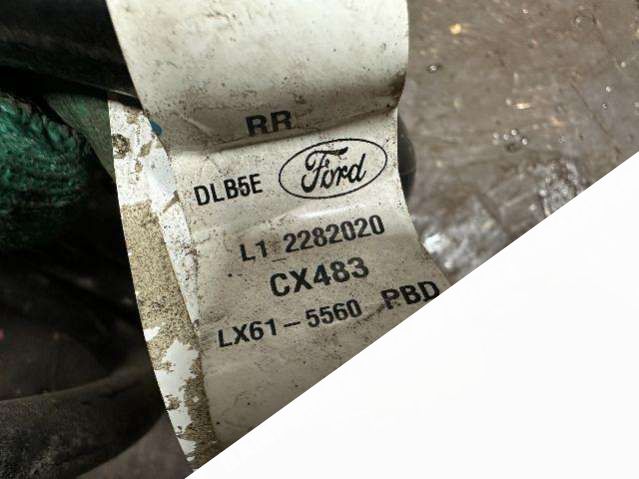 RR
DLB5E Ford
L1 2282020
CX483
LX61-5560 PBD